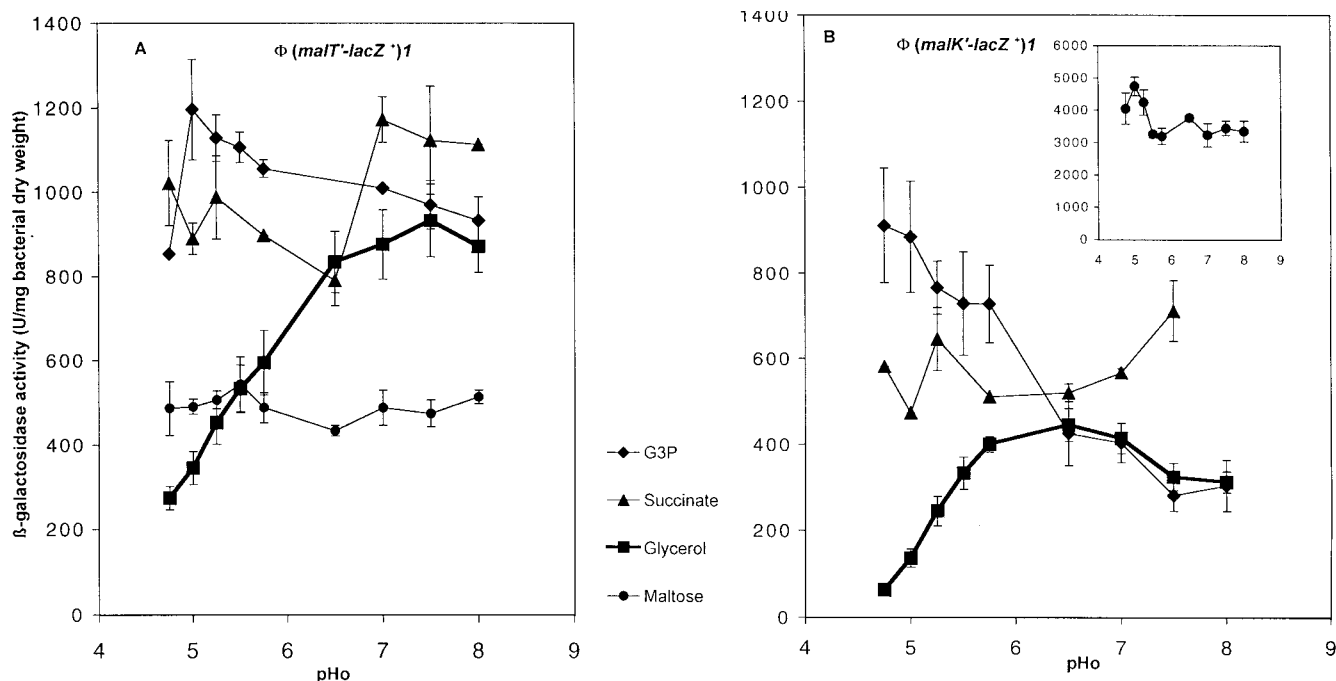 A
Φ (malT'-lacZ +)1
ß-galactosidase activity (U/mg bacterial dry weight)
1400
1200
1000
800
600
400
200
0
4 5 6 7 8 9
pHo
G3P
Succinate
Glycerol
Maltose
B
Φ (malK'-lacZ +)1
1400
1200
1000
800
600
400
200
0
4 5 6 7 8 9
pHo
6000
5000
4000
3000
2000
1000
0
4 5 6 7 8 9